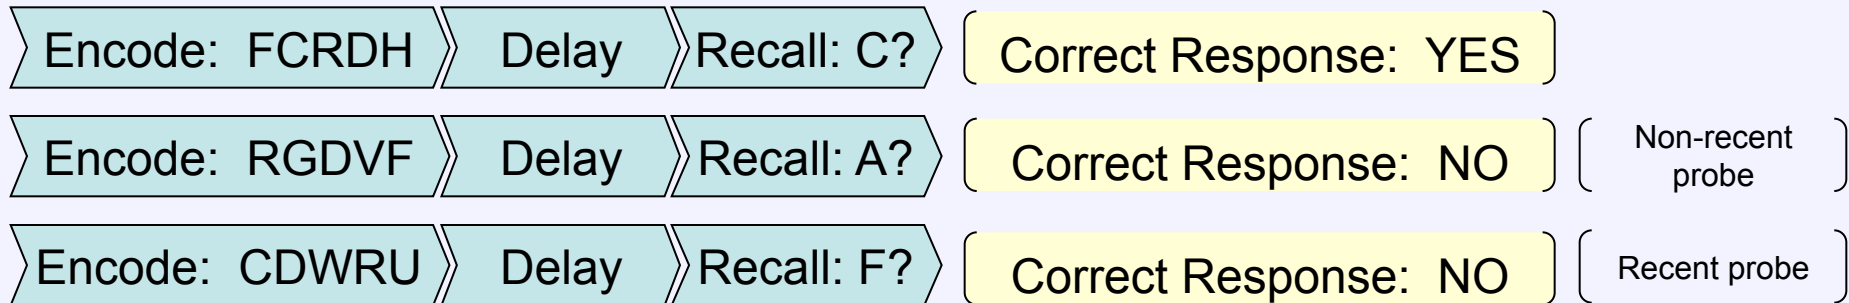 Encode: FCRDH Delay Recall: C? Correct Response: YES
Encode: RGDVF Delay Recall: A? Correct Response: NO Non-recent
probe
Encode: CDWRU Delay Recall: F? Correct Response: NO Recent probe